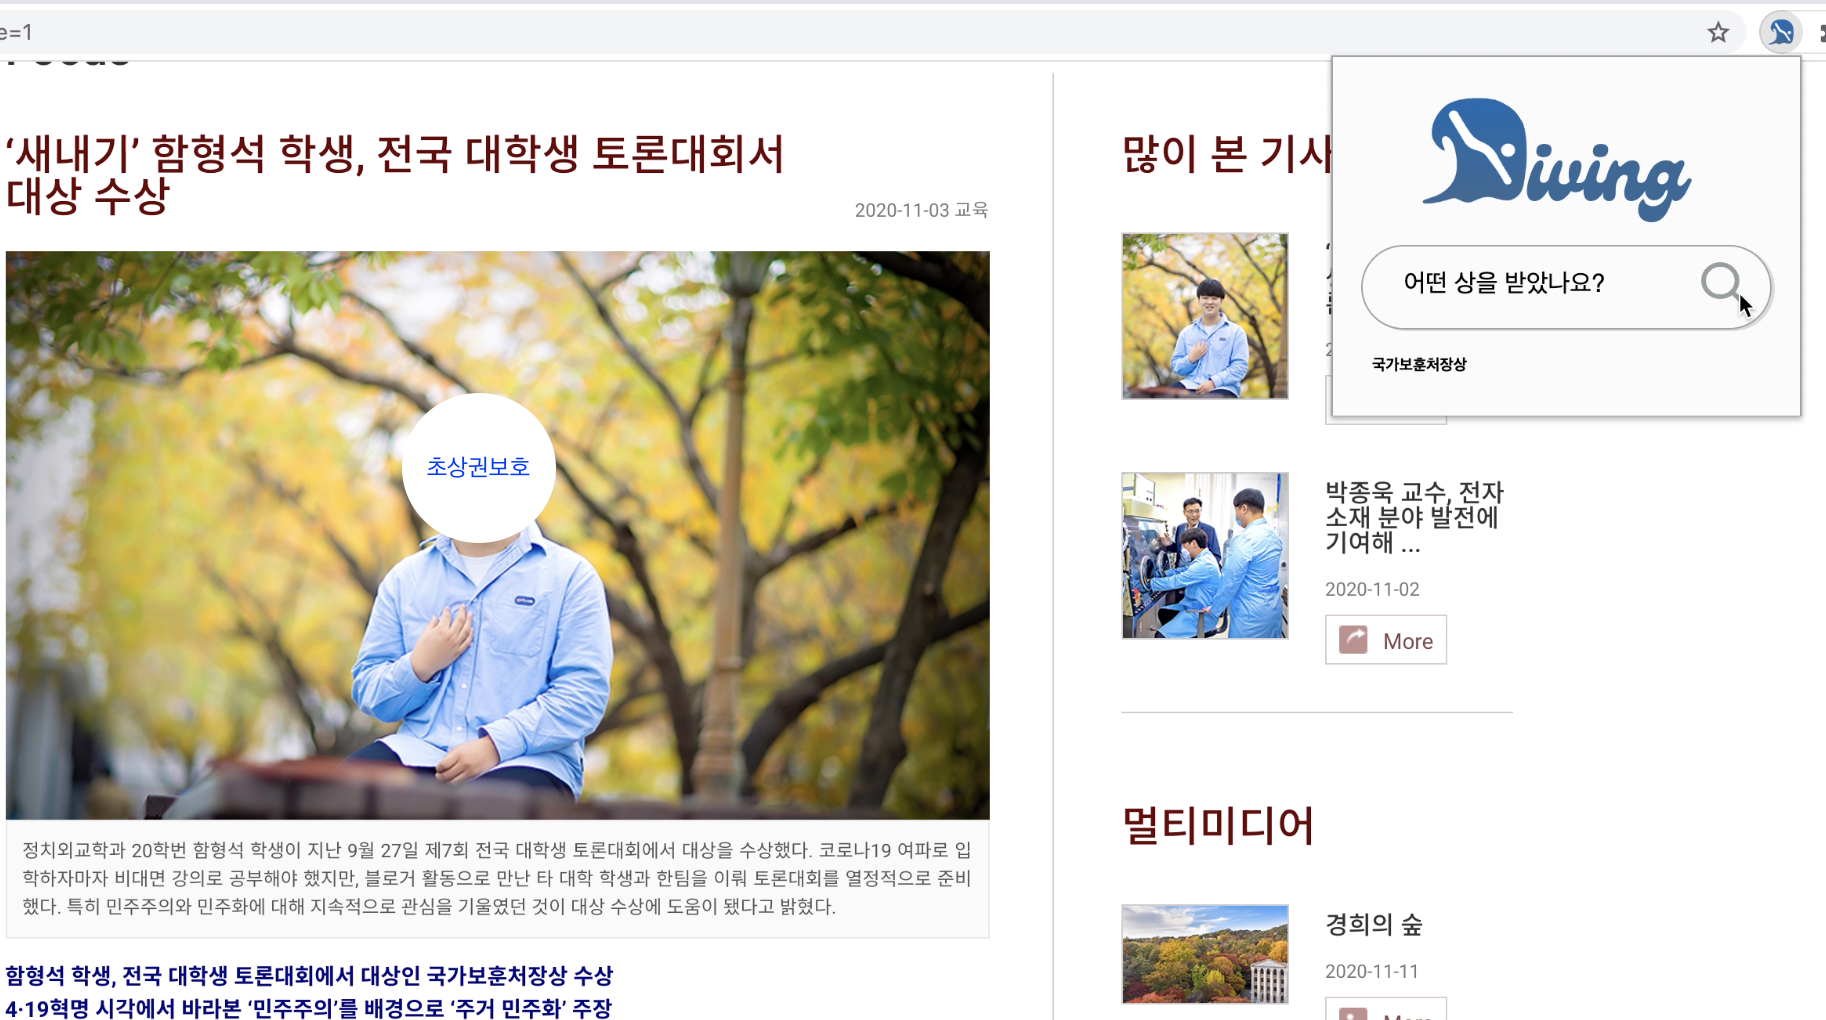 e=1
‘새내기’ 함형석 학생, 전국 대학생 토론대회서
대상 수상
2020-11-03 교육
초상권보호
정치외교학과 20학번 함형석 학생이 지난 9월 27일 제7회 전국 대학생 토론대회에서 대상을 수상했다. 코로나19 여파로 입
학하자마자 비대면 강의로 공부해야 했지만, 블로거 활동으로 만난 타 대학 학생과 한팀을 이뤄 토론대회를 열정적으로 준비
했다. 특히 민주주의와 민주화에 대해 지속적으로 관심을 기울였던 것이 대상 수상에 도움이 됐다고 밝혔다.
함형석 학생, 전국 대학생 토론대회에서 대상인 국가보훈처장상 수상
4·19혁명 시각에서 바라본 ‘민주주의’를 배경으로 ‘주거 민주화’ 주장
많이 본 기사
박종욱 교수, 전자
소재 분야 발전에
기여해 ...
2020-11-02
More
멀티미디어
경희의 숲
2020-11-11
More
Diving
어떤 상을 받았나요?
국가보훈처장상